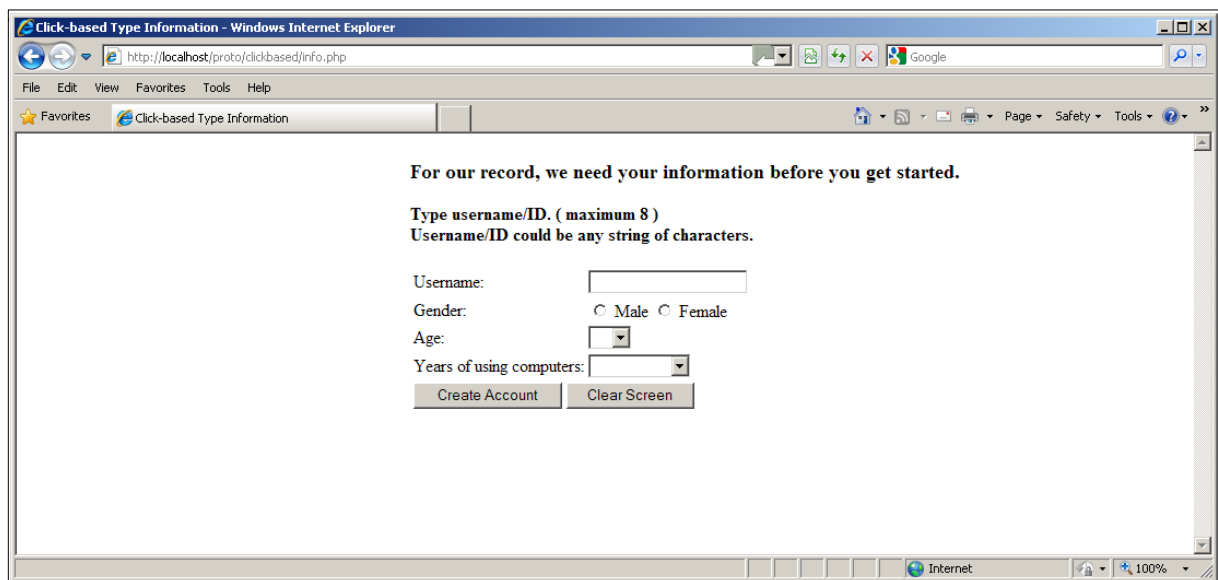 Click-based Type Information - Windows Internet Explorer
http://localhost/proto/clickbased/info.php
Google
File Edit View Favorites Tools Help
Favorites Click-based Type Information Page Safety Tools
For our record, we need your information before you get started.
Type username/ID. ( maximum 8 )
Username/ID could be any string of characters.
Username:
Gender: Male Female
Age:
Years of using computers:
Create Account Clear Screen
Internet 100%